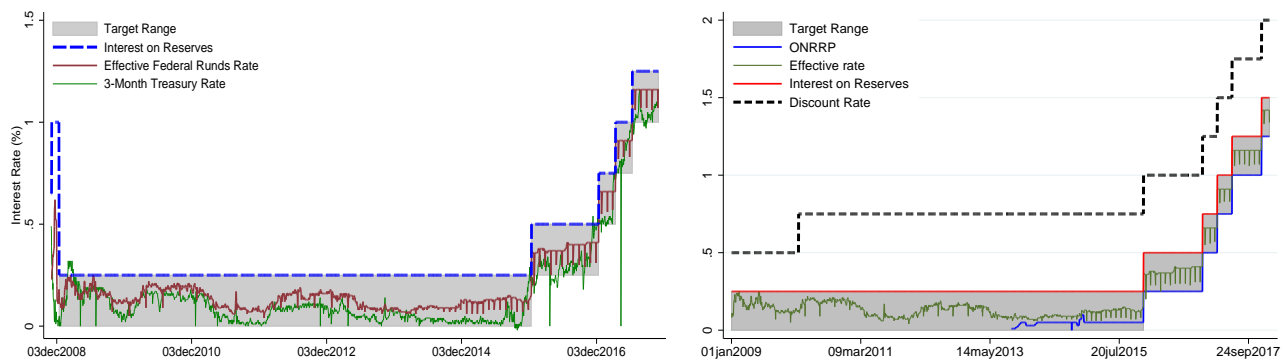 Target Range
Interest on Reserves
Effective Federal Runds Rate
3-Month Treasury Rate
Interest Rate (%)
1.5
1
.5
0
03dec2008
03dec2010
03dec2012
03dec2014
03dec2016
Target Range
ONRRP
Effective rate
Interest on Reserves
Discount Rate
2
1.5
1
.5
0
01jan2009
09mar2011
14may2013
20jul2015
24sep2017